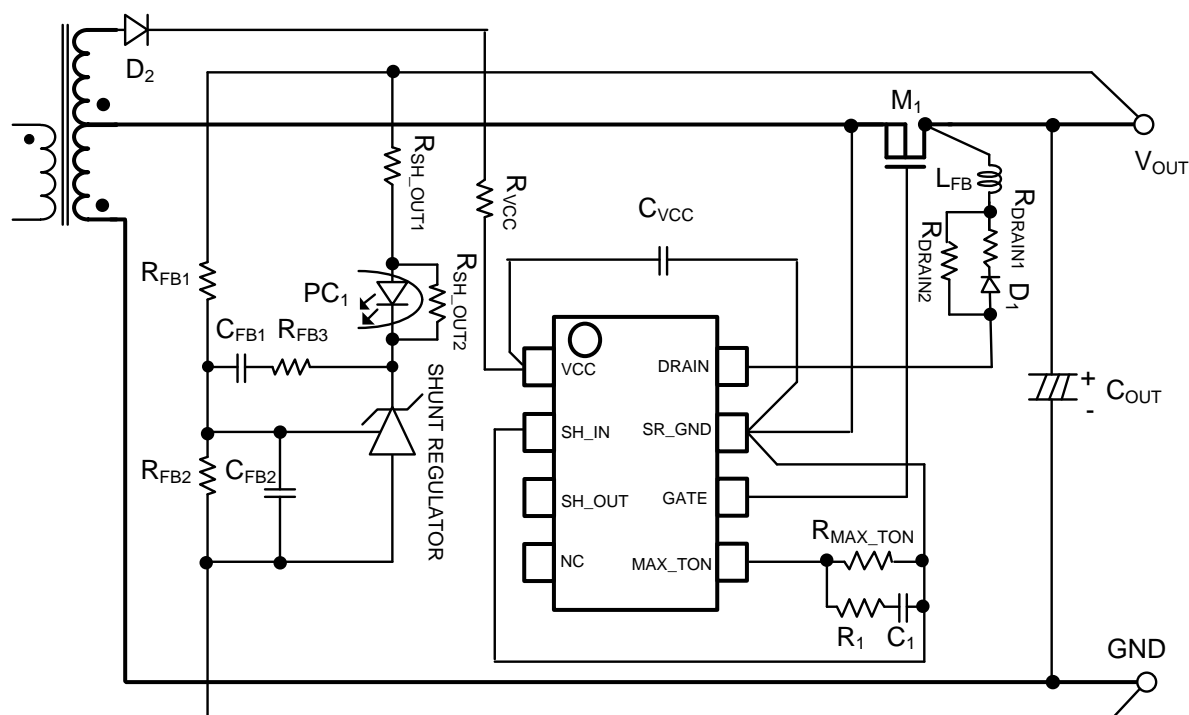 D2
M1
VOUT
RSH_OUT1
RVCC
CVCC
LFB
RDRAIN1
RDRAIN2
D1
RFB1
PC1
RSH_OUT2
CFB1
RFB3
VCC
DRAIN
+
-
COUT
SHUNT REGULATOR
SH_IN
SR_GND
RFB2
CFB2
SH_OUT
GATE
NC
MAX_TON
RMAX_TON
R1
C1
GND